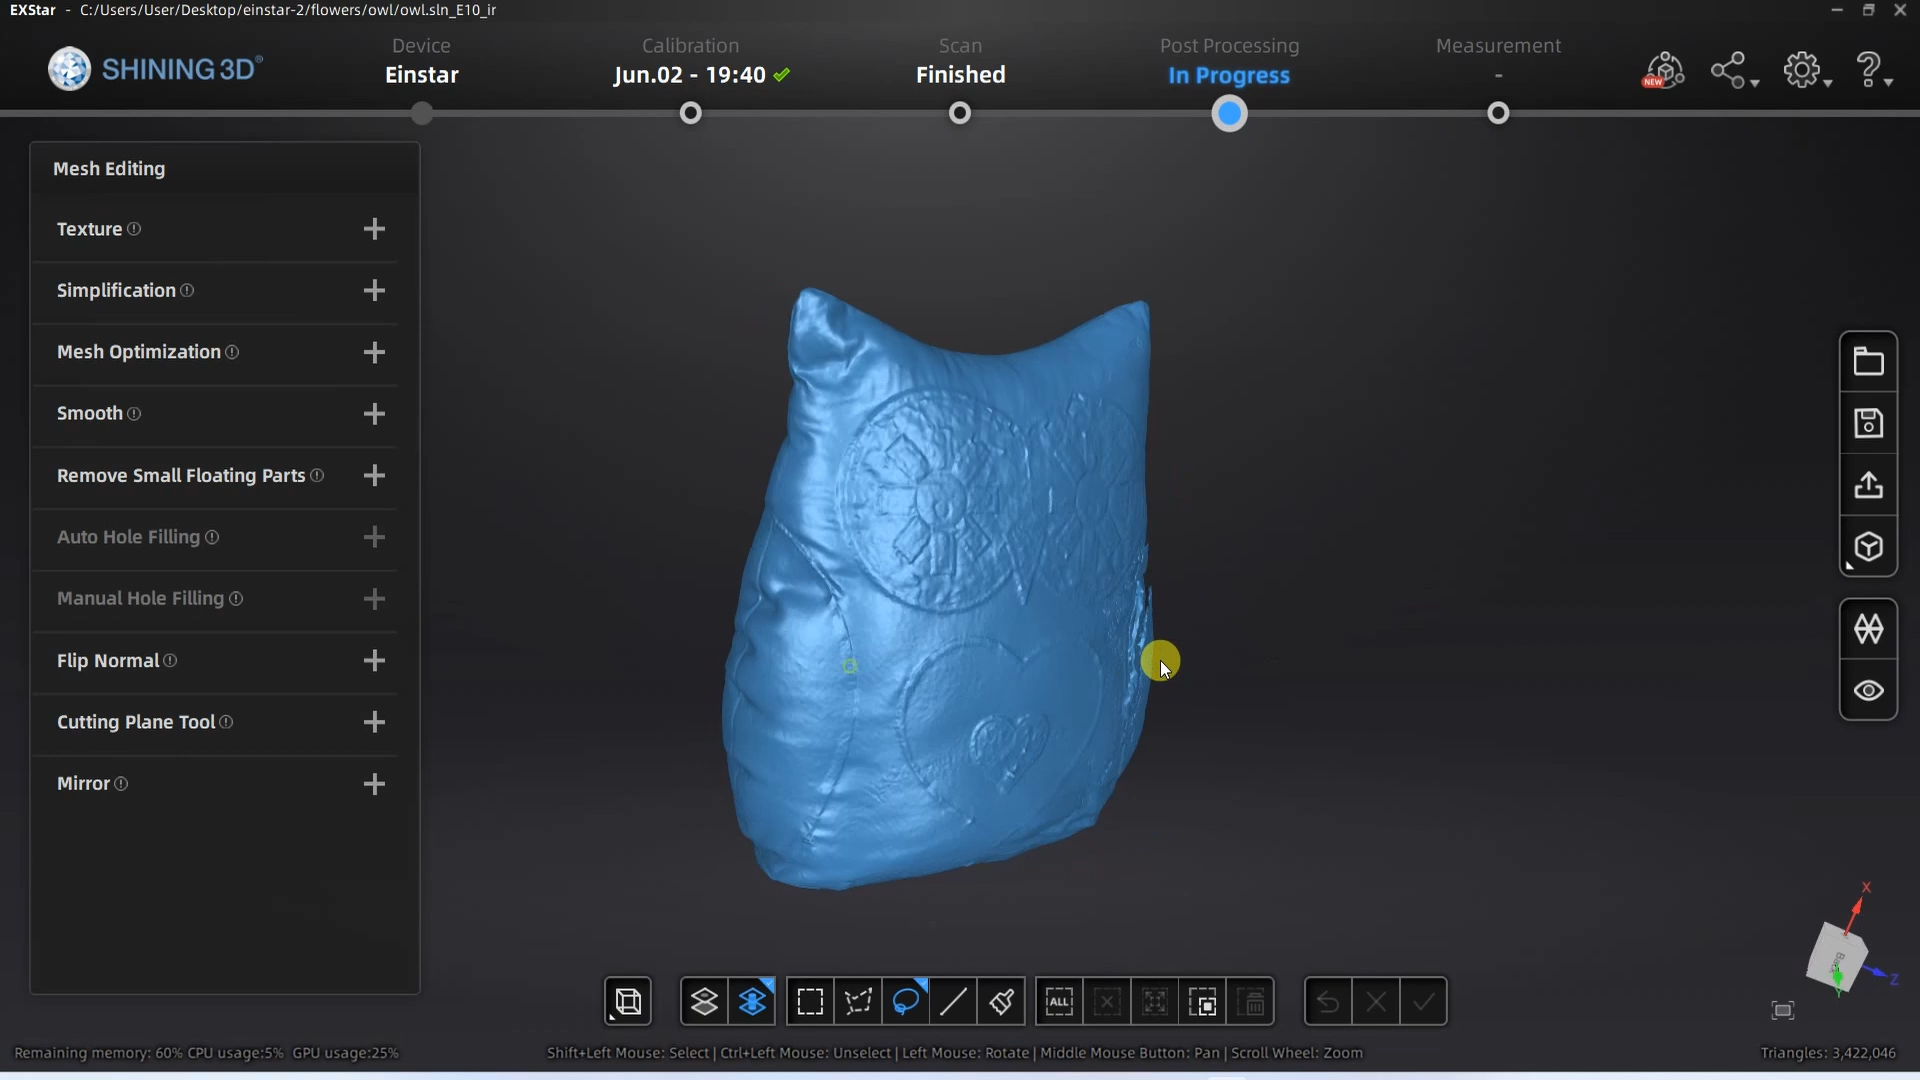 EXStar - C:/Users/User/Desktop/einstar-2/flowers/owl/owl.sln_E10_ir
SHINING 3D®
Device
Einstar
Calibration
Jun.02 - 19:40
Scan
Finished
Post Processing
In Progress
Measurement
-
NEW
Mesh Editing
Texture
Simplification
Mesh Optimization
Smooth
Remove Small Floating Parts
Auto Hole Filling
Manual Hole Filling
Flip Normal
Cutting Plane Tool
Mirror
X
Z
Y
ALL
Remaining memory: 60% CPU usage:5% GPU usage:25%
Shift+Left Mouse: Select | Ctrl+Left Mouse: Unselect | Left Mouse: Rotate | Middle Mouse Button: Pan | Scroll Wheel: Zoom
Triangles: 3,422,046